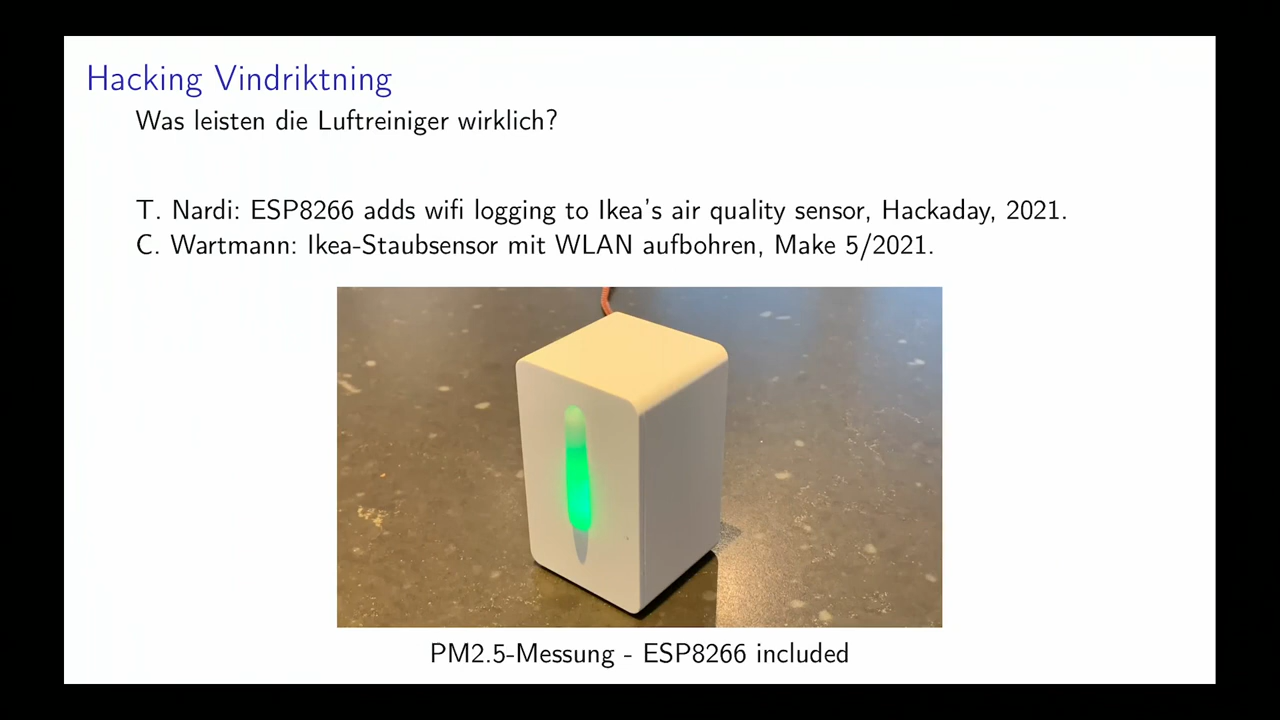 Hacking Vindriktning
Was leisten die Luftreiniger wirklich?
T. Nardi: ESP8266 adds wifi logging to Ikea's air quality sensor, Hackaday, 2021.
C. Wartmann: Ikea-Staubsensor mit WLAN aufbohren, Make 5/2021.
PM2.5-Messung - ESP8266 included